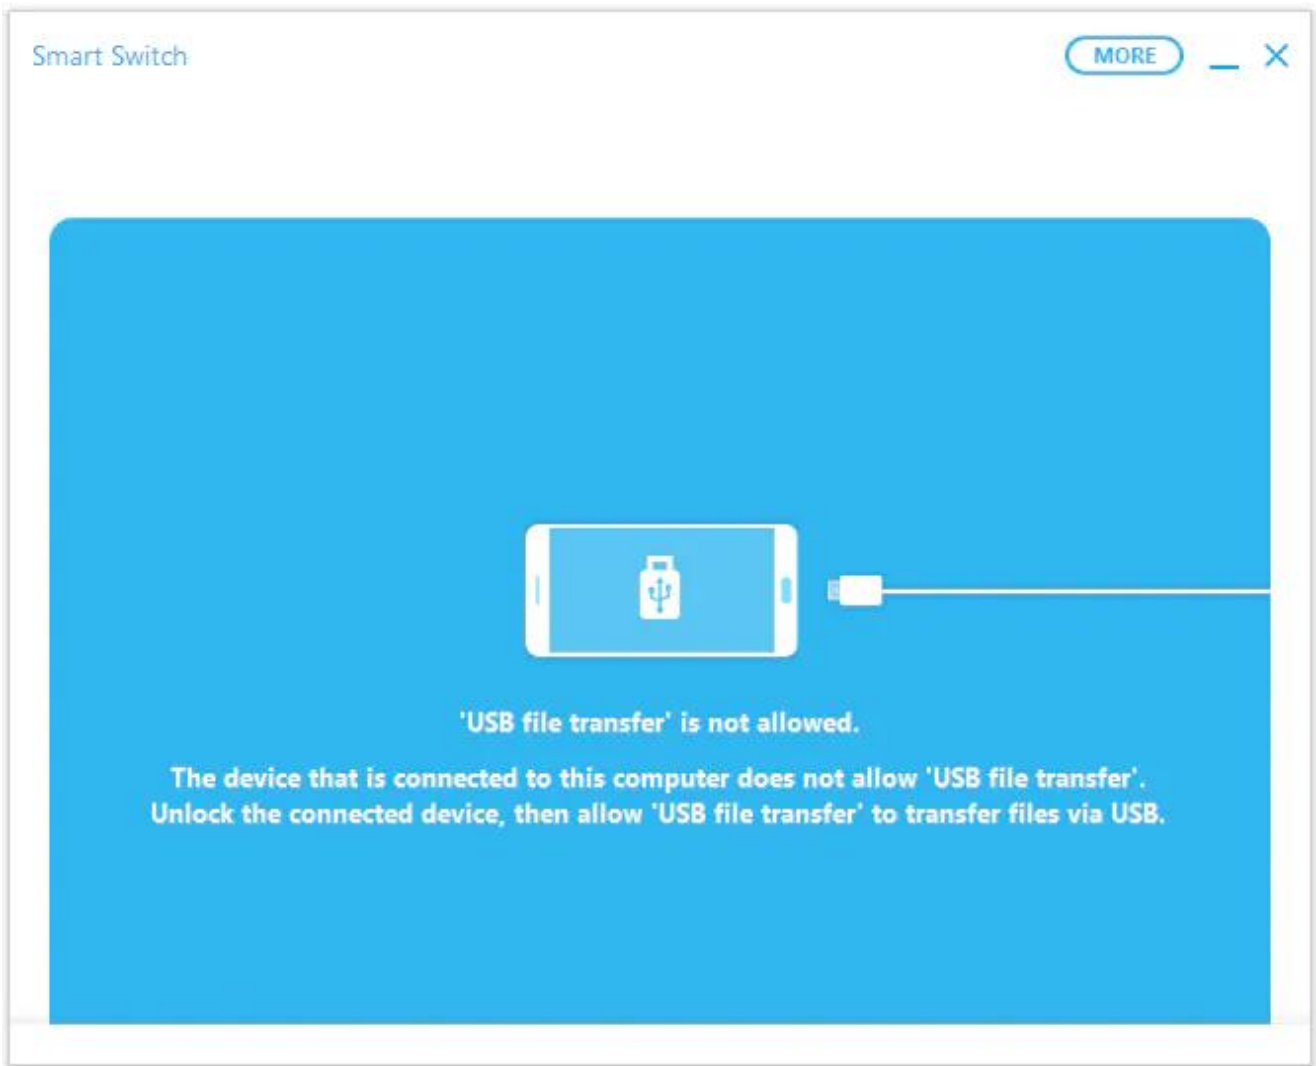 Smart Switch
MORE
'USB file transfer' is not allowed.
The device that is connected to this computer does not allow 'USB file transfer'.
Unlock the connected device, then allow 'USB file transfer' to transfer files via USB.